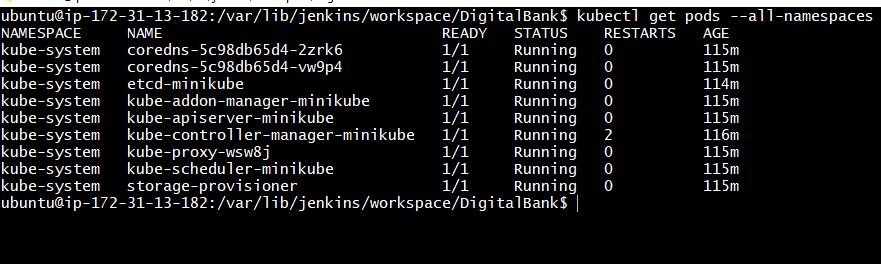 ubuntu@ip-172-31-13-182:/var/lib/jenkins/workspace/DigitalBank$ kubectl get pods --all-namespaces
NAMESPACE     NAME                               READY   STATUS    RESTARTS   AGE
kube-system   coredns-5c98db65d4-2zrk6           1/1     Running   0          115m
kube-system   coredns-5c98db65d4-vw9p4           1/1     Running   0          115m
kube-system   etcd-minikube                      1/1     Running   0          114m
kube-system   kube-addon-manager-minikube        1/1     Running   0          115m
kube-system   kube-apiserver-minikube            1/1     Running   0          115m
kube-system   kube-controller-manager-minikube   1/1     Running   2          116m
kube-system   kube-proxy-wsw8j                   1/1     Running   0          115m
kube-system   kube-scheduler-minikube            1/1     Running   0          115m
kube-system   storage-provisioner                1/1     Running   0          115m
ubuntu@ip-172-31-13-182:/var/lib/jenkins/workspace/DigitalBank$